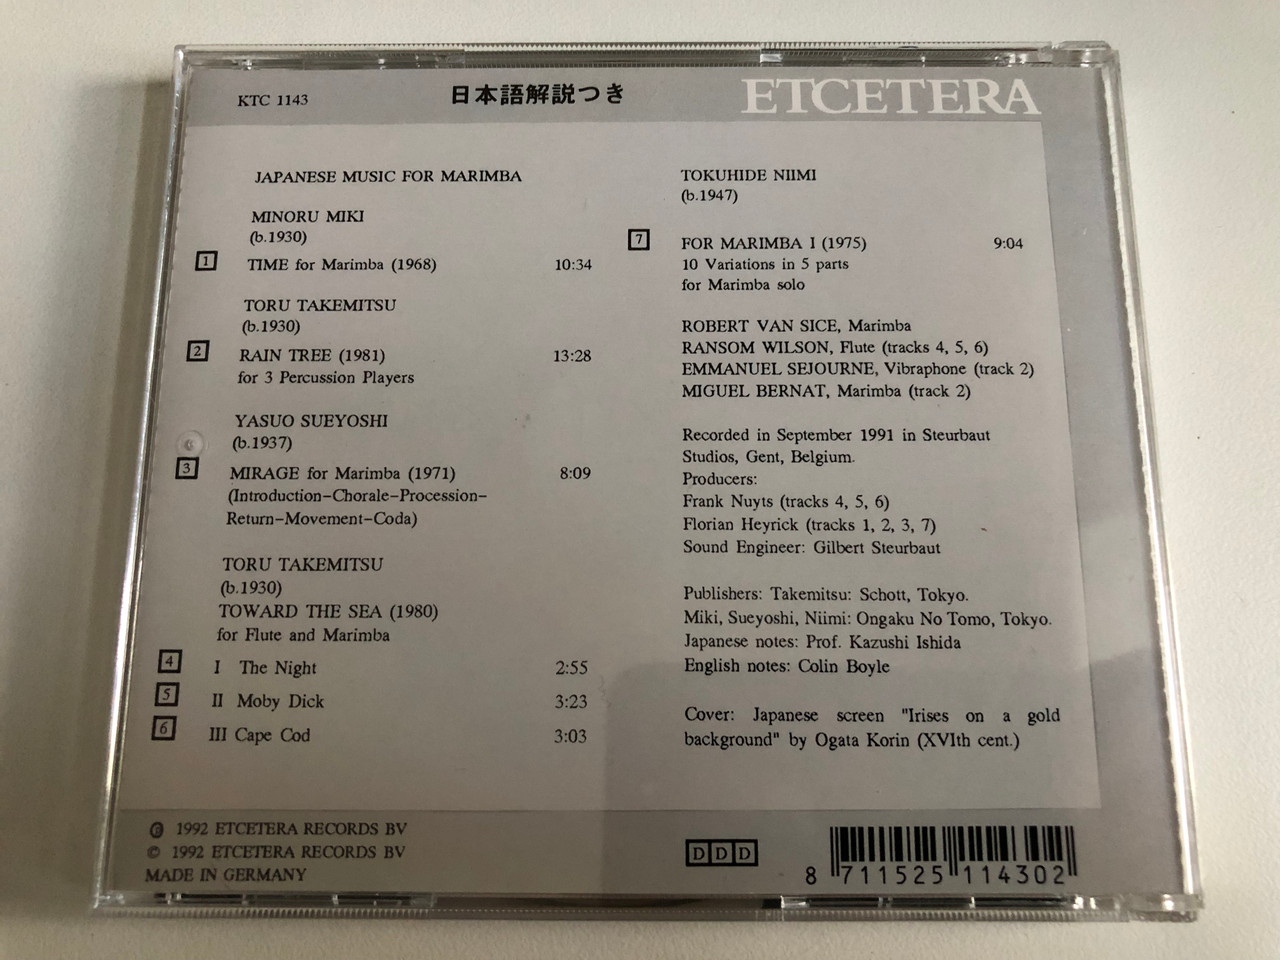 KTC 1143
日本語解説つき
ETCETERA
JAPANESE MUSIC FOR MARIMBA
MINORU MIKI
(b.1930)
1 TIME for Marimba (1968) 10:34
TORU TAKEMITSU
(b.1930)
2 RAIN TREE (1981) 13:28
for 3 Percussion Players
YASUO SUEYOSHI
(b.1937)
3 MIRAGE for Marimba (1971) 8:09
(Introduction-Chorale-Procession-
Return-Movement-Coda)
TORU TAKEMITSU
(b.1930)
TOWARD THE SEA (1980)
for Flute and Marimba
4 I The Night 2:55
5 II Moby Dick 3:23
6 III Cape Cod 3:03
TOKUHIDE NIIMI
(b.1947)
7 FOR MARIMBA I (1975) 9:04
10 Variations in 5 parts
for Marimba solo
ROBERT VAN SICE, Marimba
RANSOM WILSON, Flute (tracks 4, 5, 6)
EMMANUEL SEJOURNE, Vibraphone (track 2)
MIGUEL BERNAT, Marimba (track 2)
Recorded in September 1991 in Steurbaut
Studios, Gent, Belgium.
Producers:
Frank Nuyts (tracks 4, 5, 6)
Florian Heyrick (tracks 1, 2, 3, 7)
Sound Engineer: Gilbert Steurbaut
Publishers: Takemitsu: Schott, Tokyo.
Miki, Sueyoshi, Niimi: Ongaku No Tomo, Tokyo.
Japanese notes: Prof. Kazushi Ishida
English notes: Colin Boyle
Cover: Japanese screen "Irises on a gold
background" by Ogata Korin (XVIth cent.)
℗ 1992 ETCETERA RECORDS BV
© 1992 ETCETERA RECORDS BV
MADE IN GERMANY
DDD
8 711525 114302